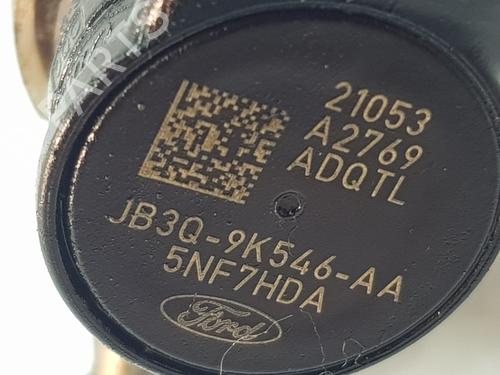 21053
A2769
ADQTL
JB3Q-9K546-AA
5NF7HDA
Ford